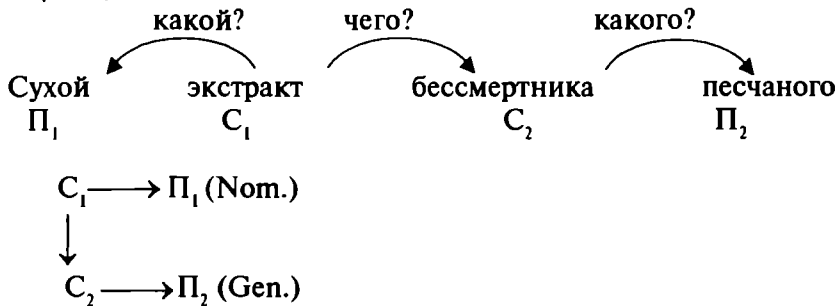 какой? чего? какого?
Сухой экстракт бессмертника песчаного
П₁ С₁ С₂ П₂
С₁ → П₁ (Nom.)
↓
С₂ → П₂ (Gen.)